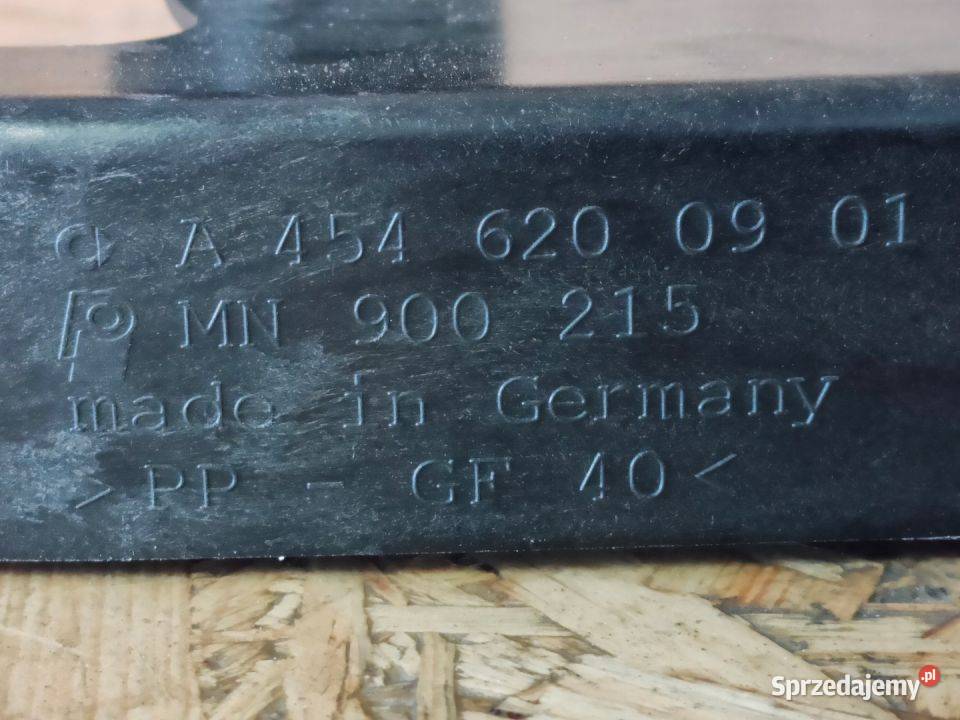 A 454 620 09 01
MN 900 215
made in Germany
>PP - GF 40<
Sprzedajemy.pl